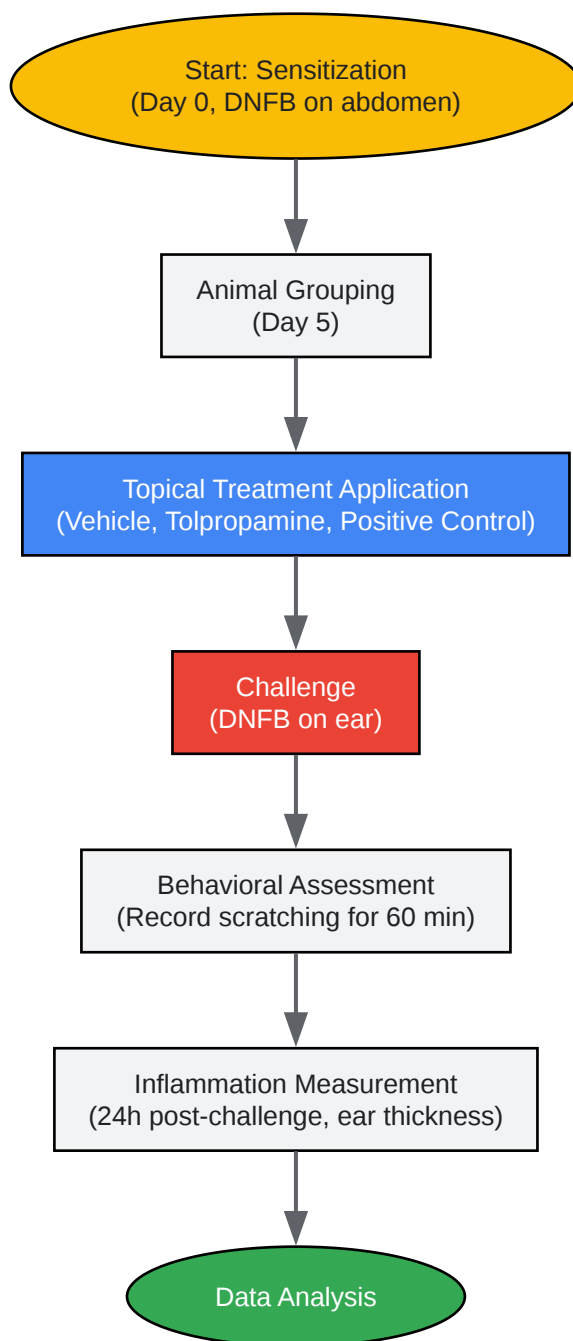 Start: Sensitization
(Day 0, DNFB on abdomen)
Animal Grouping
(Day 5)
Topical Treatment Application
(Vehicle, Tolpropamine, Positive Control)
Challenge
(DNFB on ear)
Behavioral Assessment
(Record scratching for 60 min)
Inflammation Measurement
(24h post-challenge, ear thickness)
Data Analysis